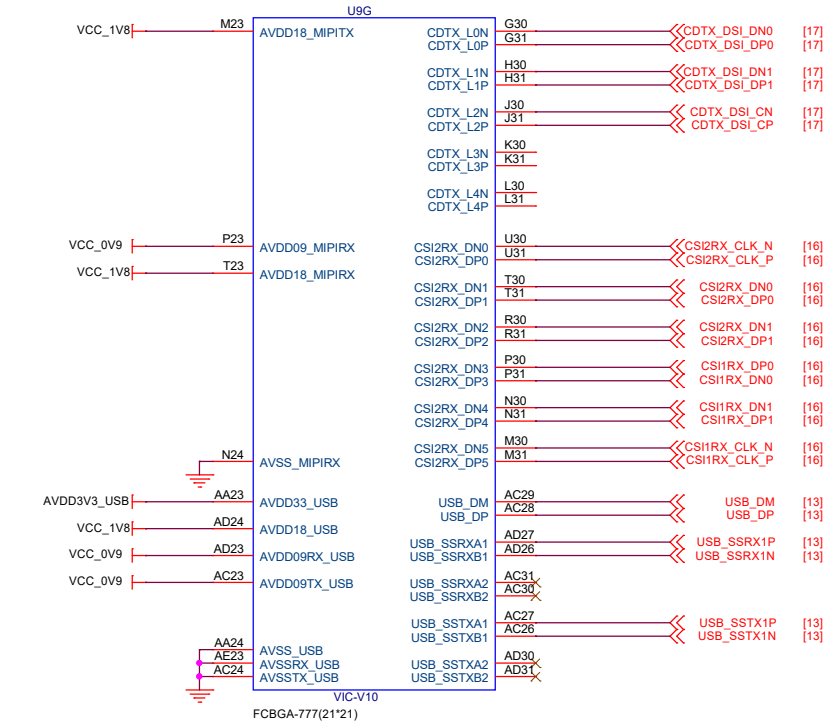 U9G
VCC_1V8 M23 AVDD18_MIPITX CDTX_L0N G30 CDTX_DSI_DN0 [17]
CDTX_L0P G31 CDTX_DSI_DP0 [17]
CDTX_L1N H30 CDTX_DSI_DN1 [17]
CDTX_L1P H31 CDTX_DSI_DP1 [17]
CDTX_L2N J30 CDTX_DSI_CN [17]
CDTX_L2P J31 CDTX_DSI_CP [17]
CDTX_L3N K30
CDTX_L3P K31
CDTX_L4N L30
CDTX_L4P L31
VCC_0V9 P23 AVDD09_MIPIRX CSI2RX_DN0 U30 CSI2RX_CLK_N [16]
CSI2RX_DP0 U31 CSI2RX_CLK_P [16]
VCC_1V8 T23 AVDD18_MIPIRX
CSI2RX_DN1 T30 CSI2RX_DN0 [16]
CSI2RX_DP1 T31 CSI2RX_DP0 [16]
CSI2RX_DN2 R30 CSI2RX_DN1 [16]
CSI2RX_DP2 R31 CSI2RX_DP1 [16]
CSI2RX_DN3 P30 CSI1RX_DP0 [16]
CSI2RX_DP3 P31 CSI1RX_DN0 [16]
CSI2RX_DN4 N30 CSI1RX_DN1 [16]
CSI2RX_DP4 N31 CSI1RX_DP1 [16]
CSI2RX_DN5 M30 CSI1RX_CLK_N [16]
N24 AVSS_MIPIRX CSI2RX_DP5 M31 CSI1RX_CLK_P [16]
AVDD3V3_USB AA23 AVDD33_USB USB_DM AC29 USB_DM [13]
USB_DP AC28 USB_DP [13]
VCC_1V8 AD24 AVDD18_USB
USB_SSRXA1 AD27 USB_SSRX1P [13]
VCC_0V9 AD23 AVDD09RX_USB USB_SSRXB1 AD26 USB_SSRX1N [13]
VCC_0V9 AC23 AVDD09TX_USB USB_SSRXA2 AC31
USB_SSRXB2 AC30
USB_SSTXA1 AC27 USB_SSTX1P [13]
USB_SSTXB1 AC26 USB_SSTX1N [13]
AA24 AVSS_USB
AE23 AVSSRX_USB USB_SSTXA2 AD30
AC24 AVSSTX_USB USB_SSTXB2 AD31
VIC-V10
FCBGA-777(21*21)